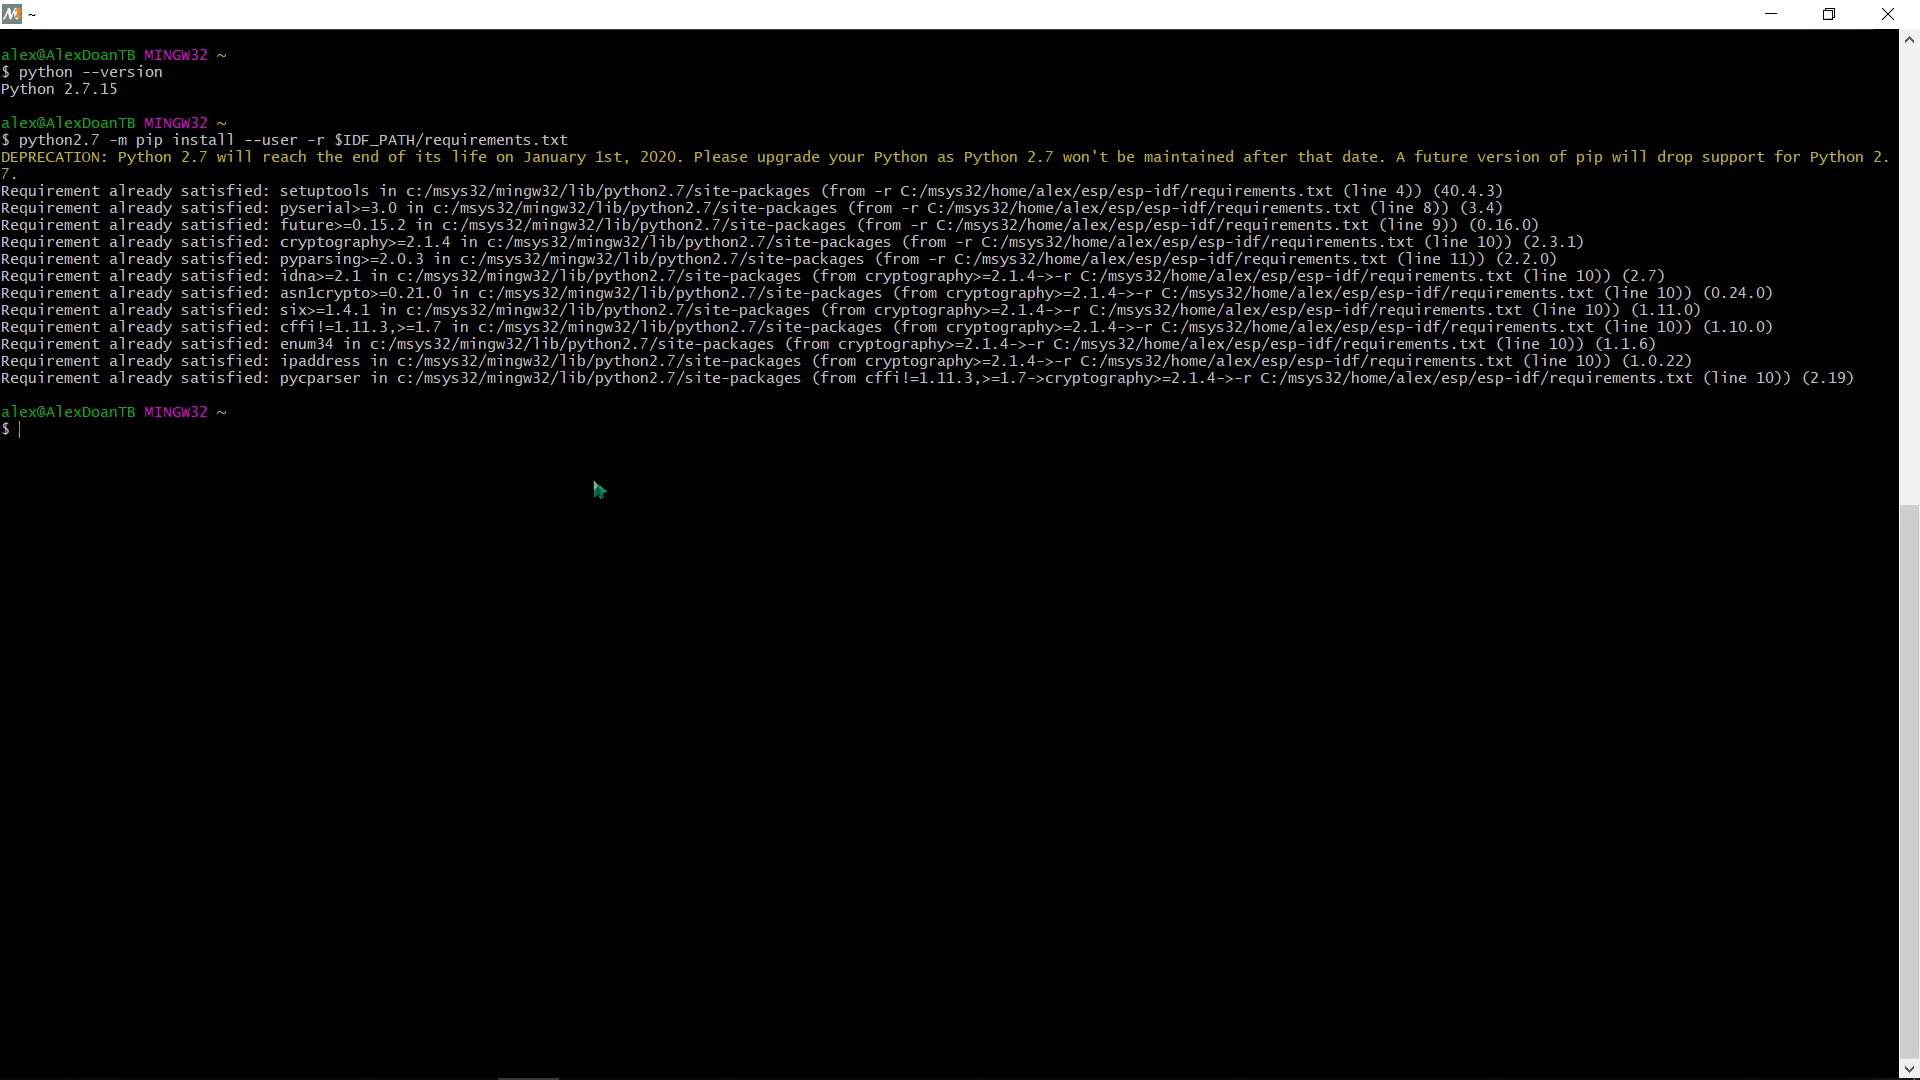 ~
alex@AlexDoanTB MINGW32 ~
$ python --version
Python 2.7.15
alex@AlexDoanTB MINGW32 ~
$ python2.7 -m pip install --user -r $IDF_PATH/requirements.txt
DEPRECATION: Python 2.7 will reach the end of its life on January 1st, 2020. Please upgrade your Python as Python 2.7 won't be maintained after that date. A future version of pip will drop support for Python 2.
7.
Requirement already satisfied: setuptools in c:/msys32/mingw32/lib/python2.7/site-packages (from -r C:/msys32/home/alex/esp/esp-idf/requirements.txt (line 4)) (40.4.3)
Requirement already satisfied: pyserial>=3.0 in c:/msys32/mingw32/lib/python2.7/site-packages (from -r C:/msys32/home/alex/esp/esp-idf/requirements.txt (line 8)) (3.4)
Requirement already satisfied: future>=0.15.2 in c:/msys32/mingw32/lib/python2.7/site-packages (from -r C:/msys32/home/alex/esp/esp-idf/requirements.txt (line 9)) (0.16.0)
Requirement already satisfied: cryptography>=2.1.4 in c:/msys32/mingw32/lib/python2.7/site-packages (from -r C:/msys32/home/alex/esp/esp-idf/requirements.txt (line 10)) (2.3.1)
Requirement already satisfied: pyparsing>=2.0.3 in c:/msys32/mingw32/lib/python2.7/site-packages (from -r C:/msys32/home/alex/esp/esp-idf/requirements.txt (line 11)) (2.2.0)
Requirement already satisfied: idna>=2.1 in c:/msys32/mingw32/lib/python2.7/site-packages (from cryptography>=2.1.4->-r C:/msys32/home/alex/esp/esp-idf/requirements.txt (line 10)) (2.7)
Requirement already satisfied: asn1crypto>=0.21.0 in c:/msys32/mingw32/lib/python2.7/site-packages (from cryptography>=2.1.4->-r C:/msys32/home/alex/esp/esp-idf/requirements.txt (line 10)) (0.24.0)
Requirement already satisfied: six>=1.4.1 in c:/msys32/mingw32/lib/python2.7/site-packages (from cryptography>=2.1.4->-r C:/msys32/home/alex/esp/esp-idf/requirements.txt (line 10)) (1.11.0)
Requirement already satisfied: cffi!=1.11.3,>=1.7 in c:/msys32/mingw32/lib/python2.7/site-packages (from cryptography>=2.1.4->-r C:/msys32/home/alex/esp/esp-idf/requirements.txt (line 10)) (1.10.0)
Requirement already satisfied: enum34 in c:/msys32/mingw32/lib/python2.7/site-packages (from cryptography>=2.1.4->-r C:/msys32/home/alex/esp/esp-idf/requirements.txt (line 10)) (1.1.6)
Requirement already satisfied: ipaddress in c:/msys32/mingw32/lib/python2.7/site-packages (from cryptography>=2.1.4->-r C:/msys32/home/alex/esp/esp-idf/requirements.txt (line 10)) (1.0.22)
Requirement already satisfied: pycparser in c:/msys32/mingw32/lib/python2.7/site-packages (from cffi!=1.11.3,>=1.7->cryptography>=2.1.4->-r C:/msys32/home/alex/esp/esp-idf/requirements.txt (line 10)) (2.19)
alex@AlexDoanTB MINGW32 ~
$